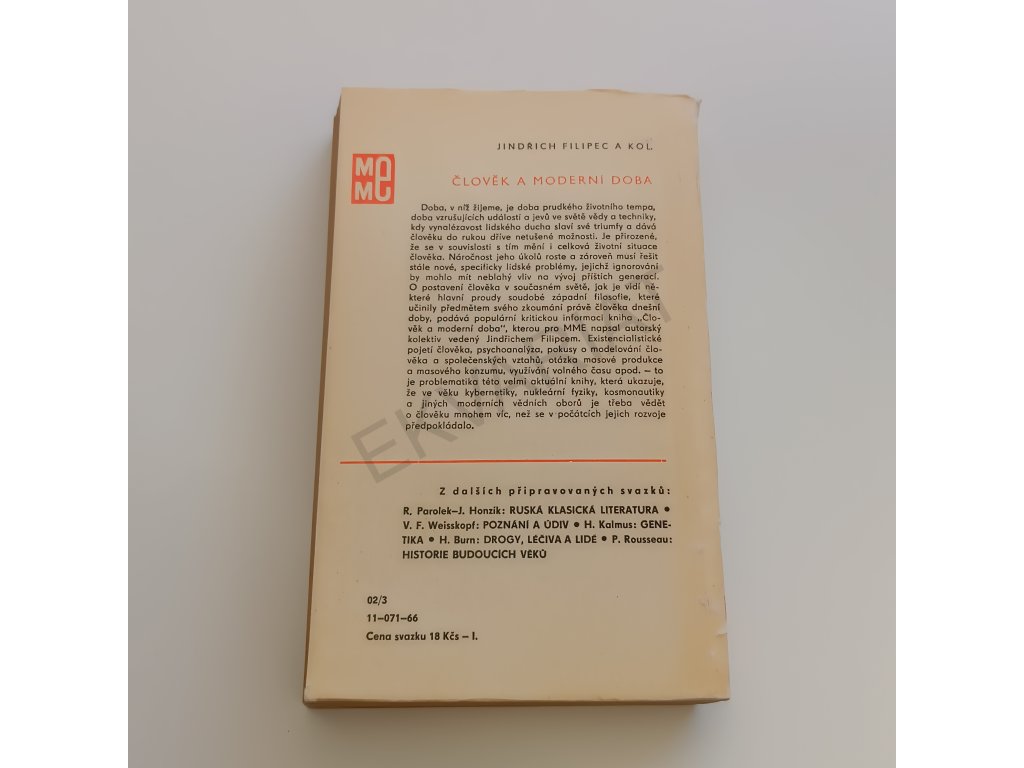 JINDŘICH FILIPEC A KOL.
MME
ČLOVĚK A MODERNÍ DOBA
Doba, v níž žijeme, je doba prudkého životního tempa,
doba vzrušujících událostí a jevů ve světě vědy a techniky,
kdy vynalézavost lidského ducha slaví své triumfy a dává
člověku do rukou dříve netušené možnosti. Je přirozené,
že se v souvislosti s tím mění i celková životní situace
člověka. Náročnost jeho úkolů roste a zároveň musí řešit
stále nové, specificky lidské problémy, jejichž ignorování
by mohlo mít neblahý vliv na vývoj příštích generací.
O postavení člověka v současném světě, jak je vidí ně-
které hlavní proudy soudobé západní filosofie, které
učinily předmětem svého zkoumání právě člověka dnešní
doby, podává populární kritickou informaci kniha „Člo-
věk a moderní doba", kterou pro MME napsal autorský
kolektiv vedený Jindřichem Filipcem. Existencialistické
pojetí člověka, psychoanalýza, pokusy o modelování člo-
věka a společenských vztahů, otázka masové produkce
a masového konzumu, využívání volného času apod. – to
je problematika této velmi aktuální knihy, která ukazuje,
že ve věku kybernetiky, nukleární fyziky, kosmonautiky
a jiných moderních vědních oborů je třeba vědět
o člověku mnohem víc, než se v počátcích jejich rozvoje
předpokládalo.
Z dalších připravovaných svazků:
R. Parolek–J. Honzík: RUSKÁ KLASICKÁ LITERATURA •
V. F. Weisskopf: POZNÁNÍ A ÚDIV • H. Kalmus: GENE-
TIKA • H. Burn: DROGY, LÉČIVA A LIDÉ • P. Rousseau:
HISTORIE BUDOUCÍCH VĚKŮ
02/3
11–071–66
Cena svazku 18 Kčs – I.